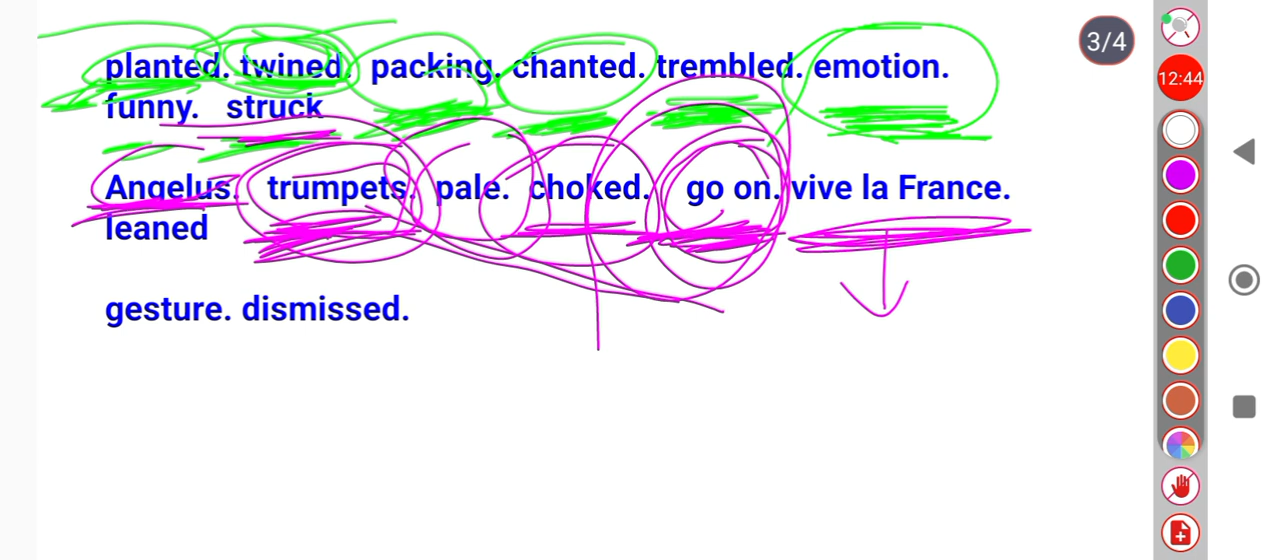 planted. twined. packing. chanted. trembled. emotion.
funny. struck
Angelus. trumpets. pale. choked. go on. vive la France.
leaned
gesture. dismissed.
3/4
12:44